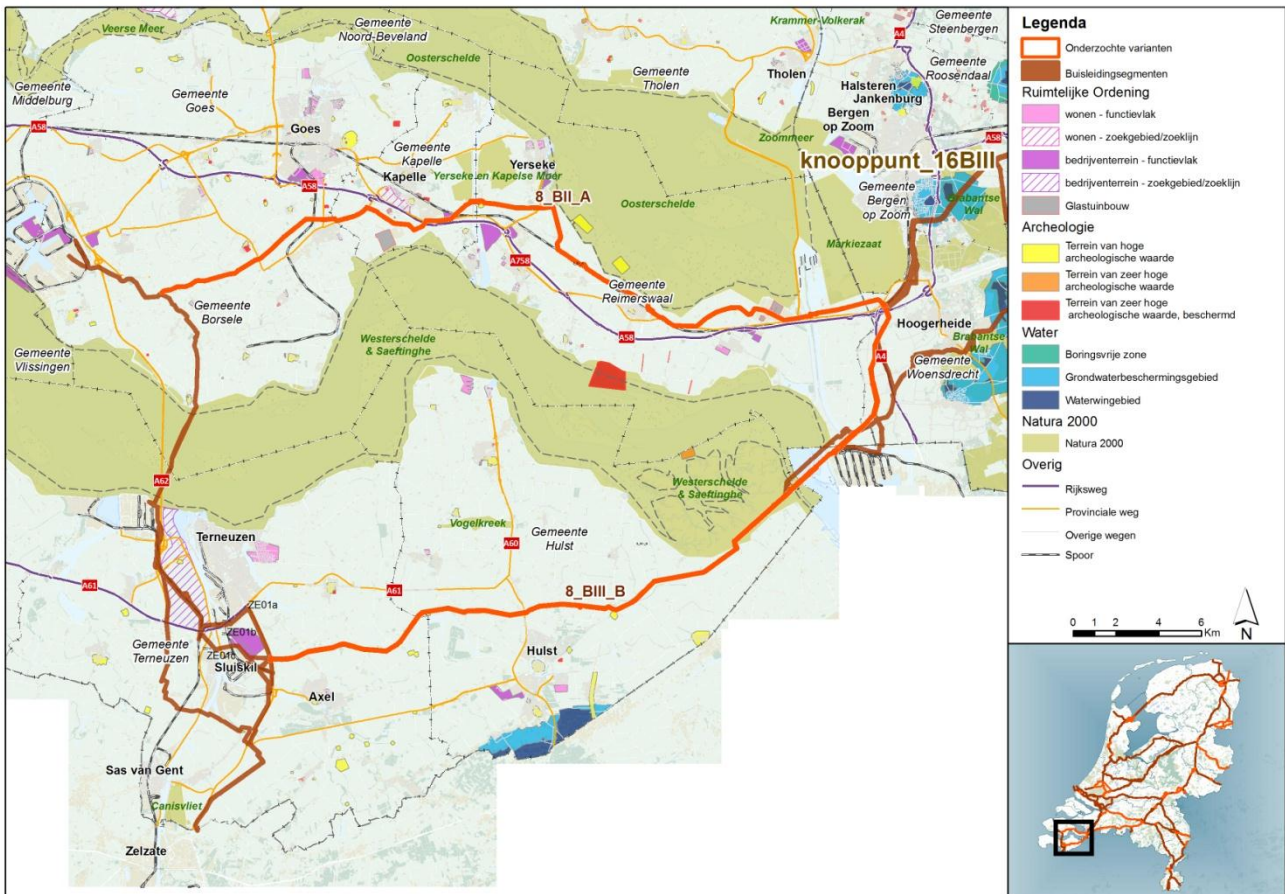 Veerse Meer
Gemeente
Noord-Beveland
Oosterschelde
Krammer-Volkerak
Gemeente
Steenbergen
A4
Gemeente
Tholen
Tholen
Halsteren
Jankenburg
Gemeente
Roosendaal
Gemeente
Middelburg
Gemeente
Goes
A58
Goes
Bergen
op Zoom
A58
Zoommeer
Gemeente
Kapelle
Yerseke
knooppunt_16BIII
A58
Kapelle
Yerseke en Kapelse Moer
8_BII_A
Oosterschelde
Gemeente
Bergen
op Zoom
Brabantse
Wal
Markiezaat
A758
Gemeente
Reimerswaal
Gemeente
Borsele
Hoogerheide
A58
Westerschelde
& Saeftinghe
A4
Brabantse
Wal
Gemeente
Vlissingen
Gemeente
Woensdrecht
A62
Westerschelde
& Saeftinghe
Vogelkreek
Gemeente
Hulst
Terneuzen
A60
A61
A61
8_BIII_B
ZE01a
ZE01b
Gemeente
Terneuzen
ZE01c
Sluiskil
Hulst
Axel
Sas van Gent
Canisvliet
Zelzate
Legenda
Onderzochte varianten
Buisleidingsegmenten
Ruimtelijke Ordening
wonen - functievlak
wonen - zoekgebied/zoeklijn
bedrijventerrein - functievlak
bedrijventerrein - zoekgebied/zoeklijn
Glastuinbouw
Archeologie
Terrein van hoge
archeologische waarde
Terrein van zeer hoge
archeologische waarde
Terrein van zeer hoge
archeologische waarde, beschermd
Water
Boringsvrije zone
Grondwaterbeschermingsgebied
Waterwingebied
Natura 2000
Natura 2000
Overig
Rijksweg
Provinciale weg
Overige wegen
Spoor
0 1 2 4 6
Km
N